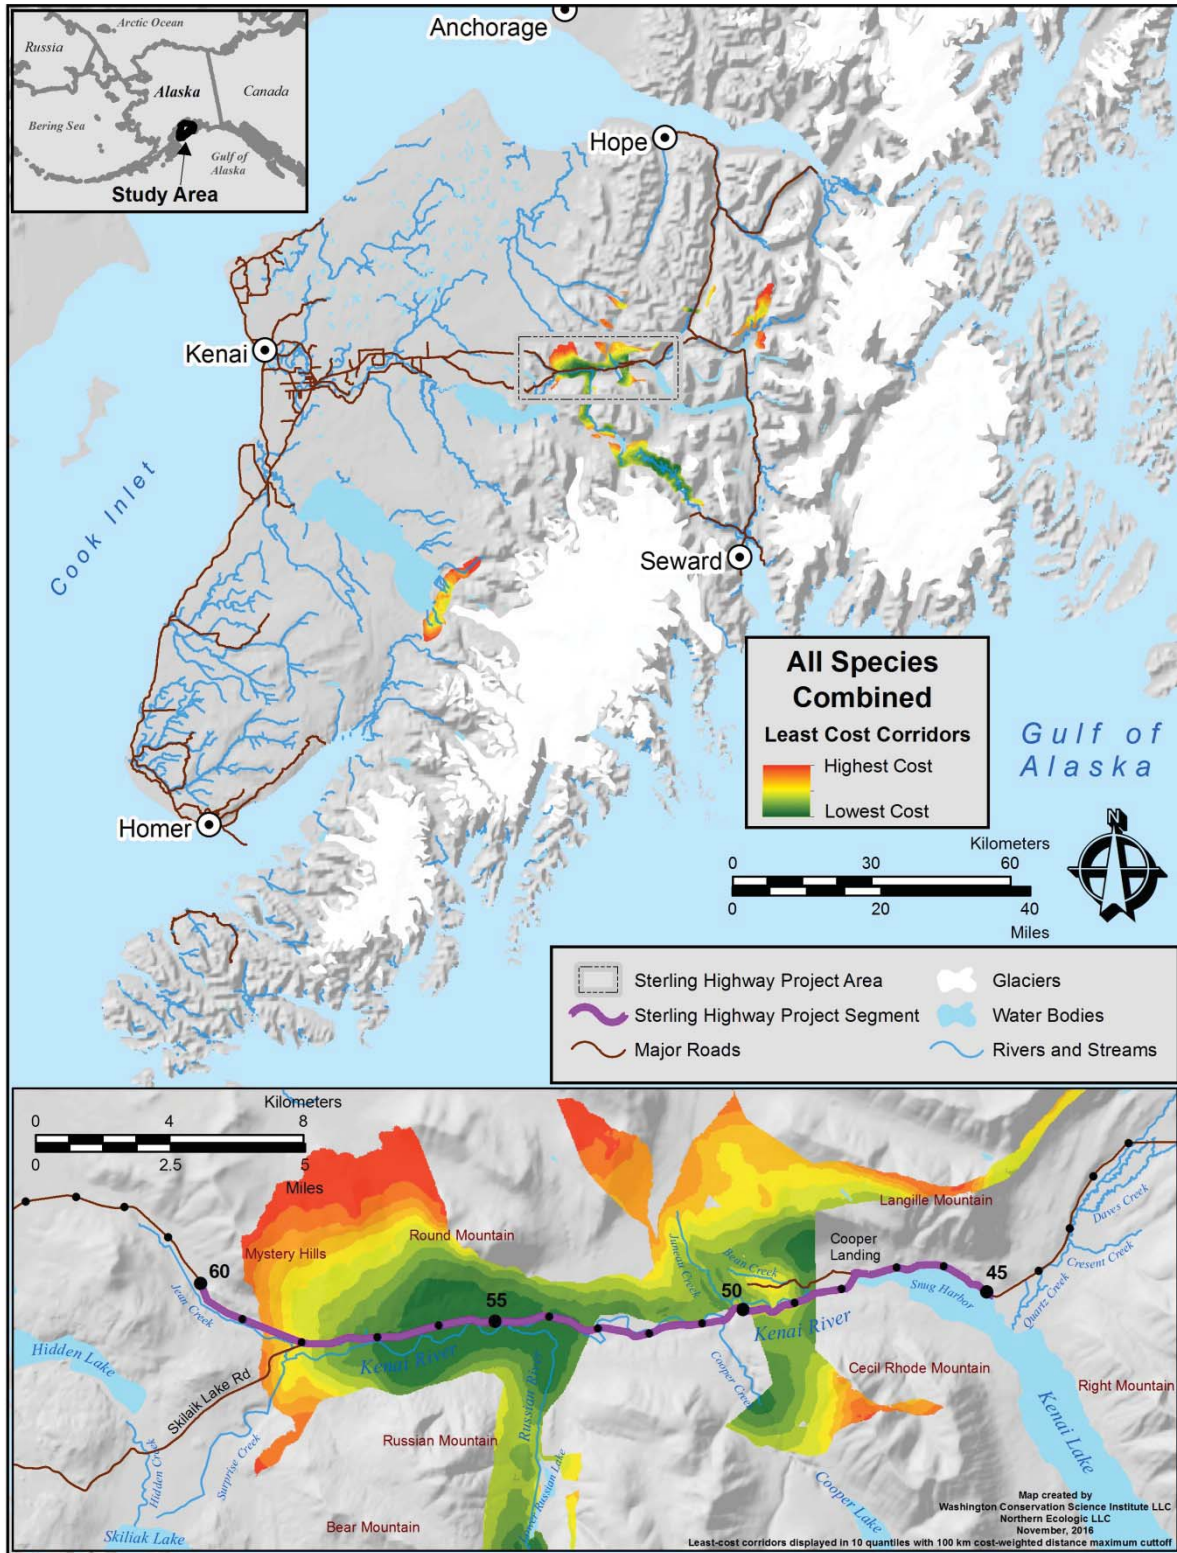 Arctic Ocean
Russia
Alaska
Canada
Bering Sea
Gulf of
Alaska
Study Area
Anchorage
Hope
Kenai
Cook Inlet
Seward
Homer
Gulf of
Alaska
All Species
Combined
Least Cost Corridors
Highest Cost
Lowest Cost
N
Kilometers
0 30 60
0 20 40
Miles
Sterling Highway Project Area
Sterling Highway Project Segment
Major Roads
Glaciers
Water Bodies
Rivers and Streams
Kilometers
0 4 8
0 2.5 5
Miles
Mystery Hills
Round Mountain
Langille Mountain
Juneau Creek
Bean Creek
Cooper
Landing
Daves Creek
Cresent Creek
Quartz Creek
60
55
50
45
Jean Creek
Snug Harbor
Hidden Lake
Kenai River
Kenai River
Skilaik Lake Rd
Russian River
Cooper Creek
Cecil Rhode Mountain
Right Mountain
Kenai Lake
Hidden Creek
Surprise Creek
Russian Mountain
Lower Russian Lake
Cooper Lake
Skiliak Lake
Bear Mountain
Map created by
Washington Conservation Science Institute LLC
Northern Ecologic LLC
November, 2016
Least-cost corridors displayed in 10 quantiles with 100 km cost-weighted distance maximum cuttoff